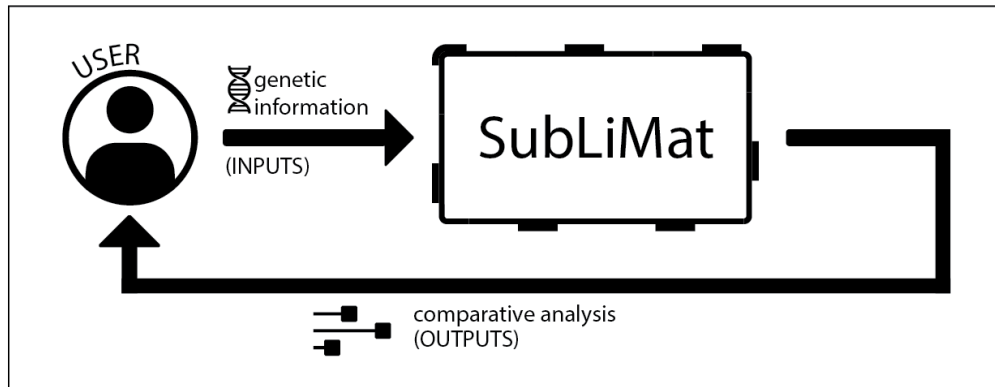 USER
genetic
information
(INPUTS)
SubLiMat
comparative analysis
(OUTPUTS)